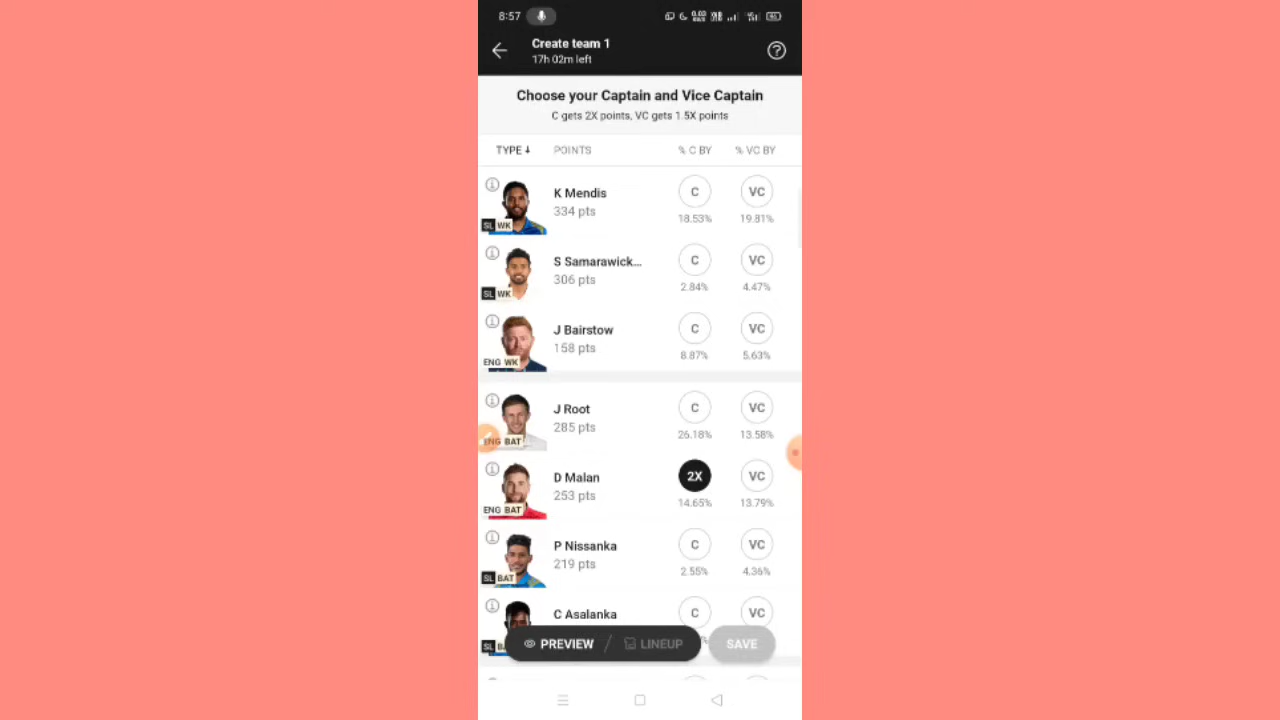 8:57
Create team 1
17h 02m left
Choose your Captain and Vice Captain
C gets 2X points, VC gets 1.5X points
TYPE ↓ POINTS % C BY % VC BY
K Mendis C VC
334 pts
SL WK 18.53% 19.81%
S Samarawick... C VC
306 pts
SL WK 2.84% 4.47%
J Bairstow C VC
158 pts
ENG WK 8.87% 5.63%
J Root C VC
285 pts
ENG BAT 26.18% 13.58%
D Malan 2X VC
253 pts
ENG BAT 14.65% 13.79%
P Nissanka C VC
219 pts
SL BAT 2.55% 4.36%
C Asalanka C VC
SL
PREVIEW / LINEUP SAVE